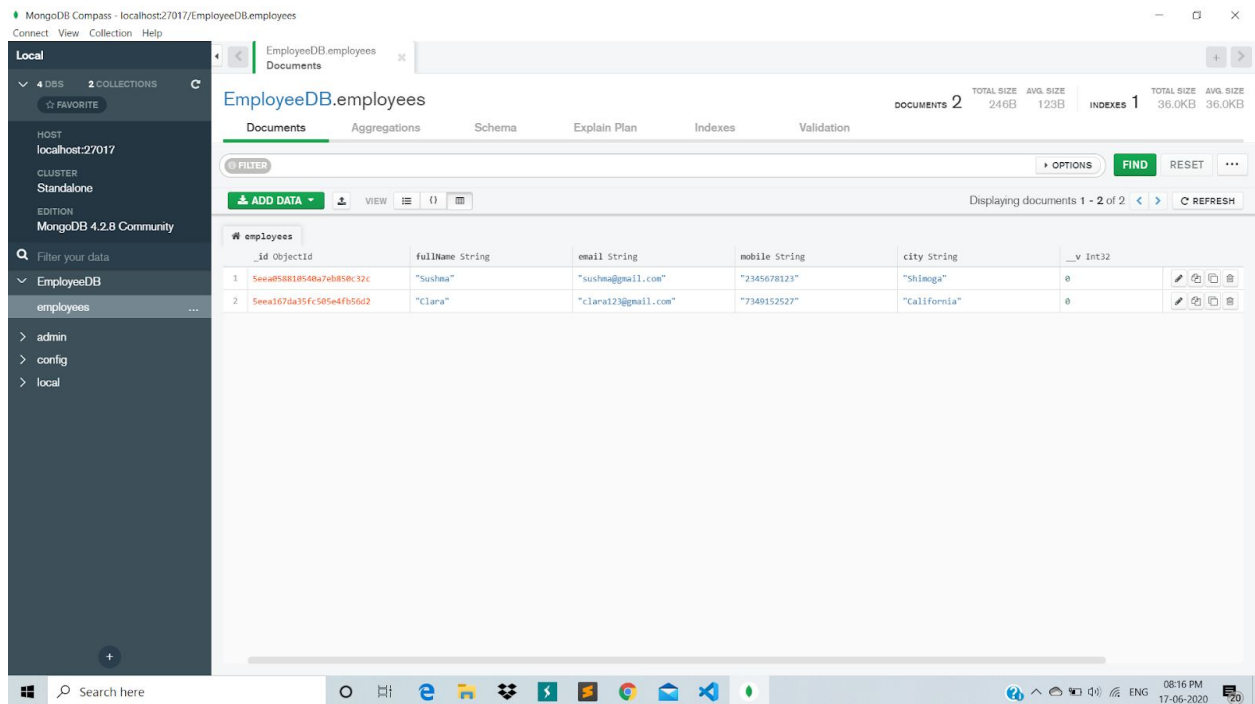 MongoDB Compass - localhost:27017/EmployeeDB.employees
Connect View Collection Help
Local
4 DBS 2 COLLECTIONS
FAVORITE
HOST
localhost:27017
CLUSTER
Standalone
EDITION
MongoDB 4.2.8 Community
Filter your data
EmployeeDB
employees
...
admin
config
local
EmployeeDB.employees
Documents
EmployeeDB.employees
DOCUMENTS 2
TOTAL SIZE AVG. SIZE
246B 123B
INDEXES 1
TOTAL SIZE AVG. SIZE
36.0KB 36.0KB
Documents Aggregations Schema Explain Plan Indexes Validation
FILTER
OPTIONS
FIND
RESET
...
ADD DATA
VIEW
{}
Displaying documents 1 - 2 of 2
REFRESH
employees
_id ObjectId fullName String email String mobile String city String __v Int32
1 5eea058810540a7eb850c32c "Sushma" "sushma@gmail.com" "2345678123" "Shimoga" 0
2 5eea167da35fc505e4fb56d2 "Clara" "clara123@gmail.com" "7349152527" "California" 0
Search here
ENG
08:16 PM
17-06-2020
20